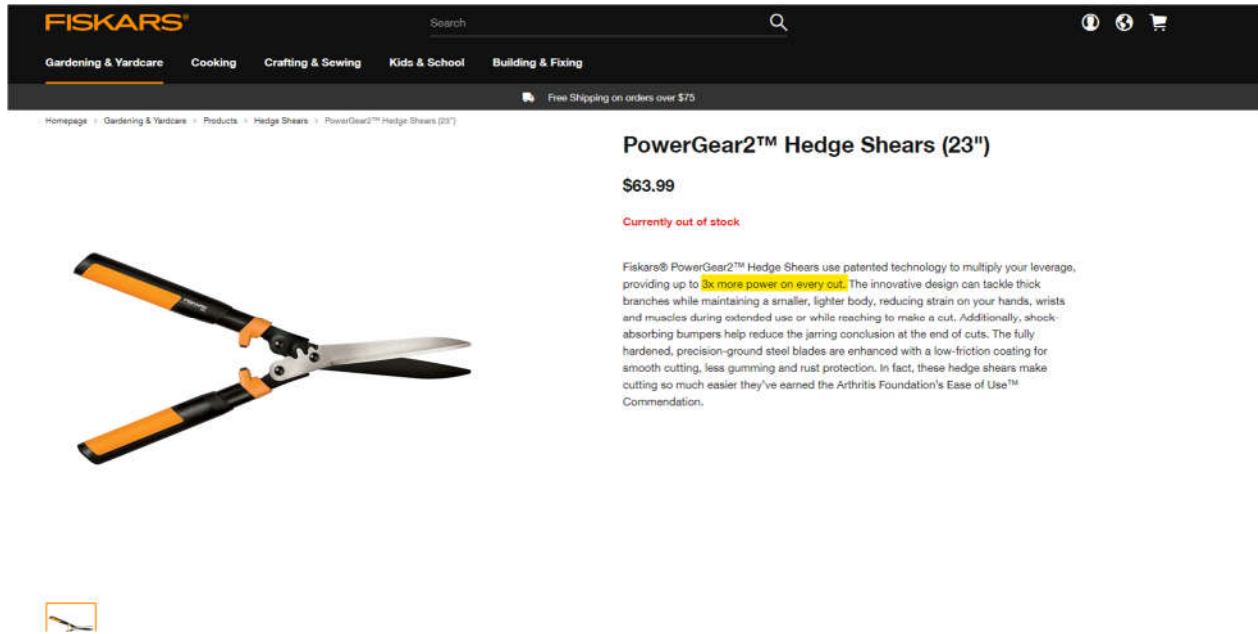 FISKARS®
Search
Gardening & Yardcare Cooking Crafting & Sewing Kids & School Building & Fixing
Free Shipping on orders over $75
Homepage > Gardening & Yardcare > Products > Hedge Shears > PowerGear2™ Hedge Shears (23")
PowerGear2™ Hedge Shears (23")
$63.99
Currently out of stock
Fiskars® PowerGear2™ Hedge Shears use patented technology to multiply your leverage,
providing up to 3x more power on every cut. The innovative design can tackle thick
branches while maintaining a smaller, lighter body, reducing strain on your hands, wrists
and muscles during extended use or while reaching to make a cut. Additionally, shock-
absorbing bumpers help reduce the jarring conclusion at the end of cuts. The fully
hardened, precision-ground steel blades are enhanced with a low-friction coating for
smooth cutting, less gumming and rust protection. In fact, these hedge shears make
cutting so much easier they've earned the Arthritis Foundation's Ease of Use™
Commendation.